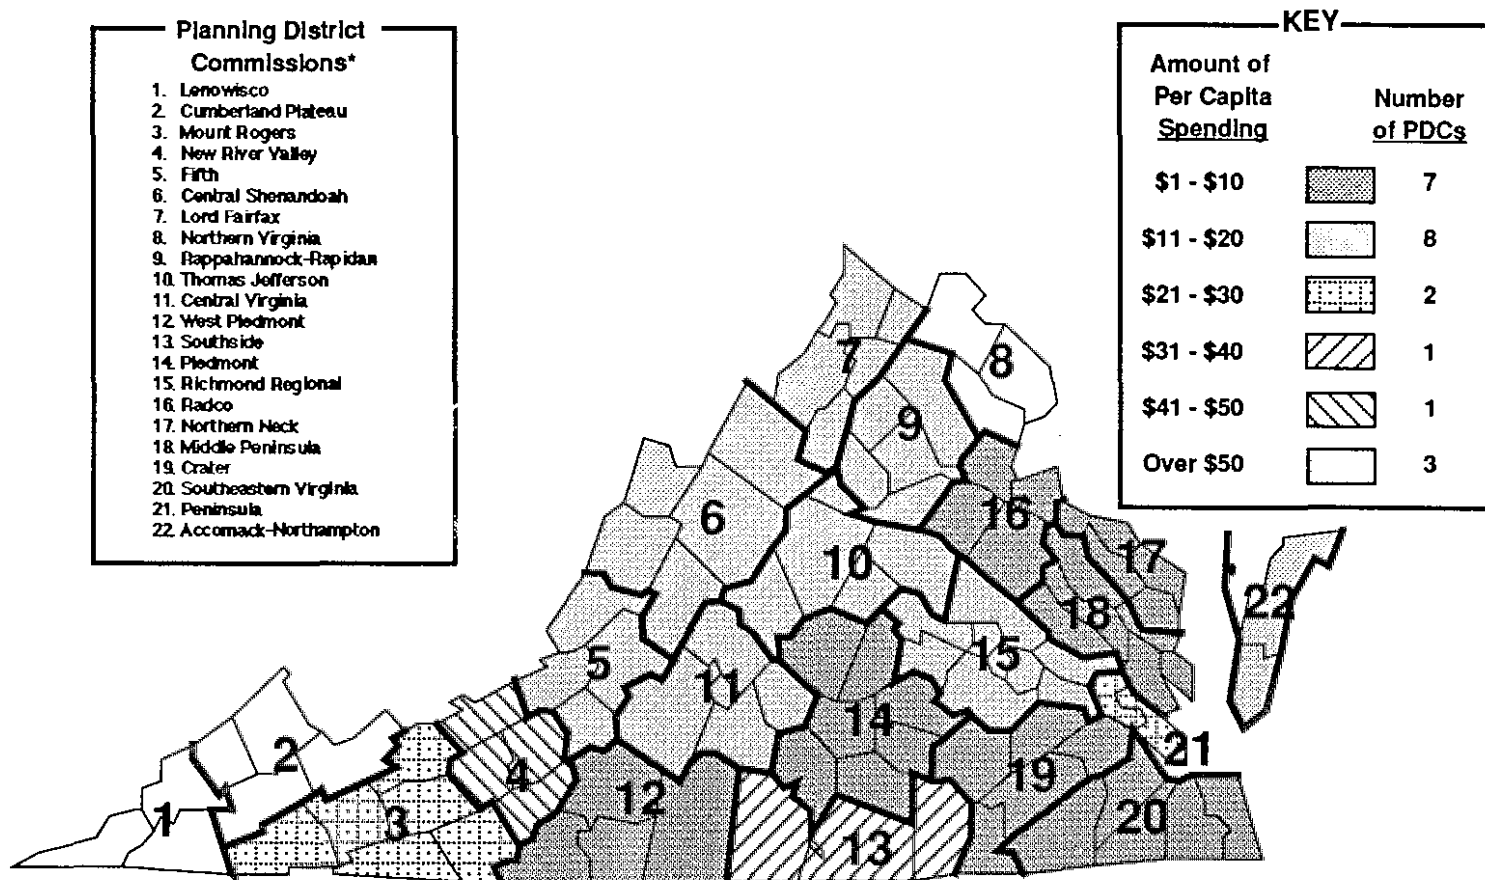 Planning District
Commissions*
1. Lenowisco
2. Cumberland Plateau
3. Mount Rogers
4. New River Valley
5. Fifth
6. Central Shenandoah
7. Lord Fairfax
8. Northern Virginia
9. Rappahannock-Rapidan
10. Thomas Jefferson
11. Central Virginia
12. West Piedmont
13. Southside
14. Piedmont
15. Richmond Regional
16. Radco
17. Northern Neck
18. Middle Peninsula
19. Crater
20. Southeastern Virginia
21. Peninsula
22. Accomack-Northampton
KEY
Amount of
Per Capita
Spending
Number
of PDCs
$1 - $10 7
$11 - $20 8
$21 - $30 2
$31 - $40 1
$41 - $50 1
Over $50 3
7
8
9
6
16
10
17
22
18
5
15
11
14
4
21
2
19
12
3
1
20
13